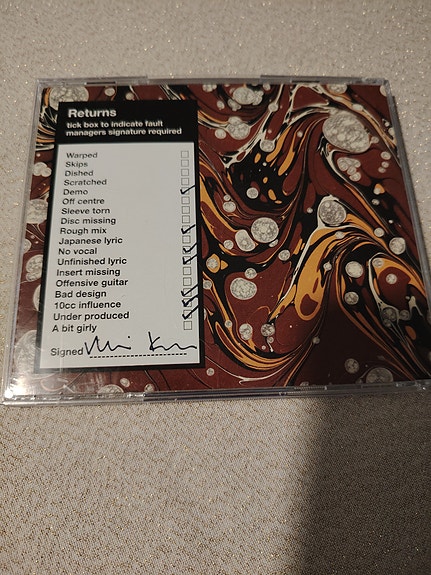 Returns
tick box to indicate fault
managers signature required
Warped
Skips
Dished
Scratched
Demo
Off centre
Sleeve torn
Disc missing
Rough mix
Japanese lyric
No vocal
Unfinished lyric
Insert missing
Offensive guitar
Bad design
10cc influence
Under produced
A bit girly
Signed